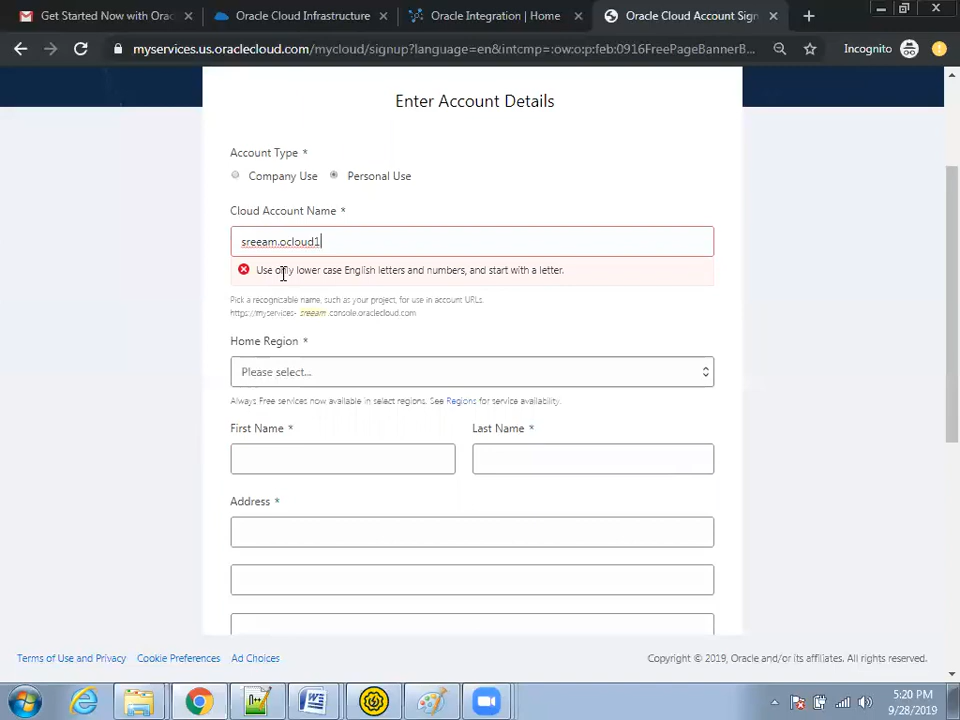 Get Started Now with Oracle
Oracle Cloud Infrastructure
Oracle Integration | Home
Oracle Cloud Account Sign
myservices.us.oraclecloud.com/mycloud/signup?language=en&intcmp=:ow:o:p:feb:0916FreePageBannerB...
Incognito
Enter Account Details
Account Type *
Company Use
Personal Use
Cloud Account Name *
sreeam.ocloud1
Use only lower case English letters and numbers, and start with a letter.
Pick a recognizable name, such as your project, for use in account URLs.
https://myservices- sreeam .console.oraclecloud.com
Home Region *
Please select...
Always Free services now available in select regions. See Regions for service availability.
First Name *
Last Name *
Address *
Terms of Use and Privacy
Cookie Preferences
Ad Choices
Copyright © 2019, Oracle and/or its affiliates. All rights reserved.
5:20 PM
9/28/2019